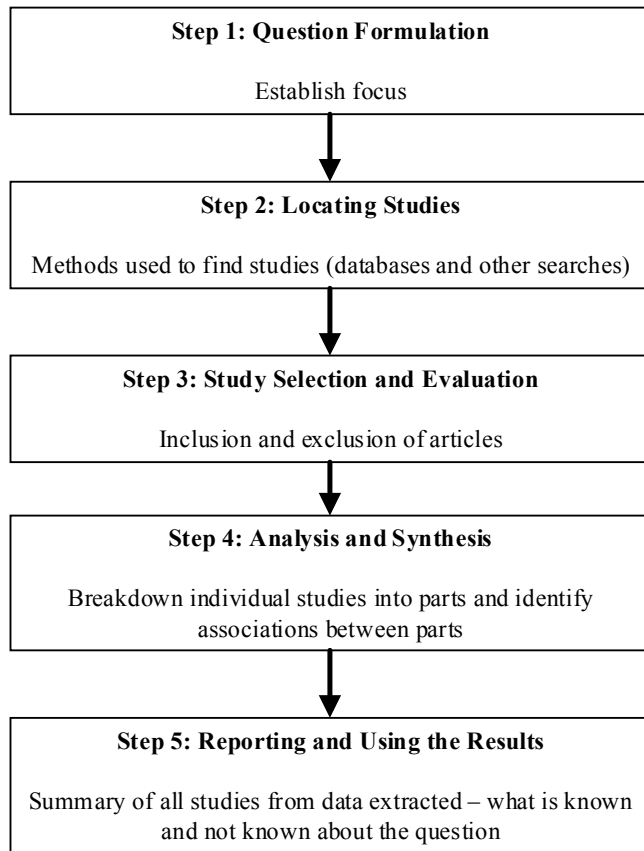 Step 1: Question Formulation
Establish focus
Step 2: Locating Studies
Methods used to find studies (databases and other searches)
Step 3: Study Selection and Evaluation
Inclusion and exclusion of articles
Step 4: Analysis and Synthesis
Breakdown individual studies into parts and identify
associations between parts
Step 5: Reporting and Using the Results
Summary of all studies from data extracted – what is known
and not known about the question